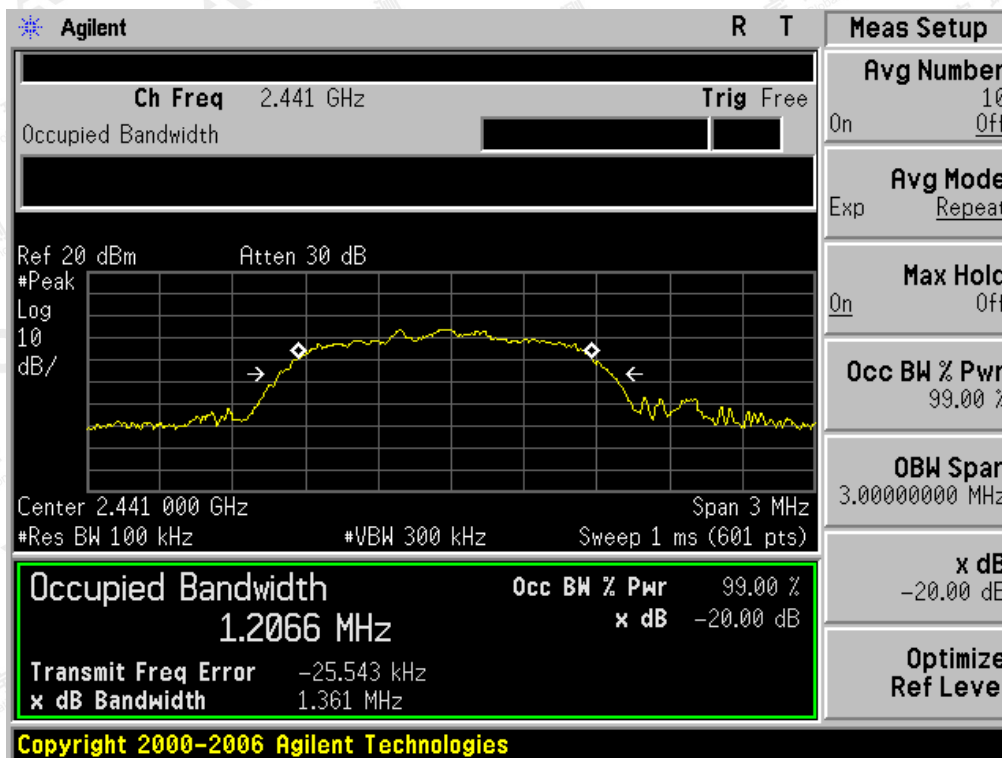 Agilent R T
Ch Freq 2.441 GHz Trig Free
Occupied Bandwidth
Ref 20 dBm Atten 30 dB
#Peak
Log
10
dB/
Center 2.441 000 GHz Span 3 MHz
#Res BW 100 kHz #VBW 300 kHz Sweep 1 ms (601 pts)
Occupied Bandwidth
1.2066 MHz
Occ BW % Pwr 99.00 %
x dB -20.00 dB
Transmit Freq Error -25.543 kHz
x dB Bandwidth 1.361 MHz
Copyright 2000-2006 Agilent Technologies
Meas Setup
Avg Number
10
On Off
Avg Mode
Exp Repeat
Max Hold
On Off
Occ BW % Pwr
99.00 %
OBW Span
3.00000000 MHz
x dB
-20.00 dB
Optimize
Ref Level